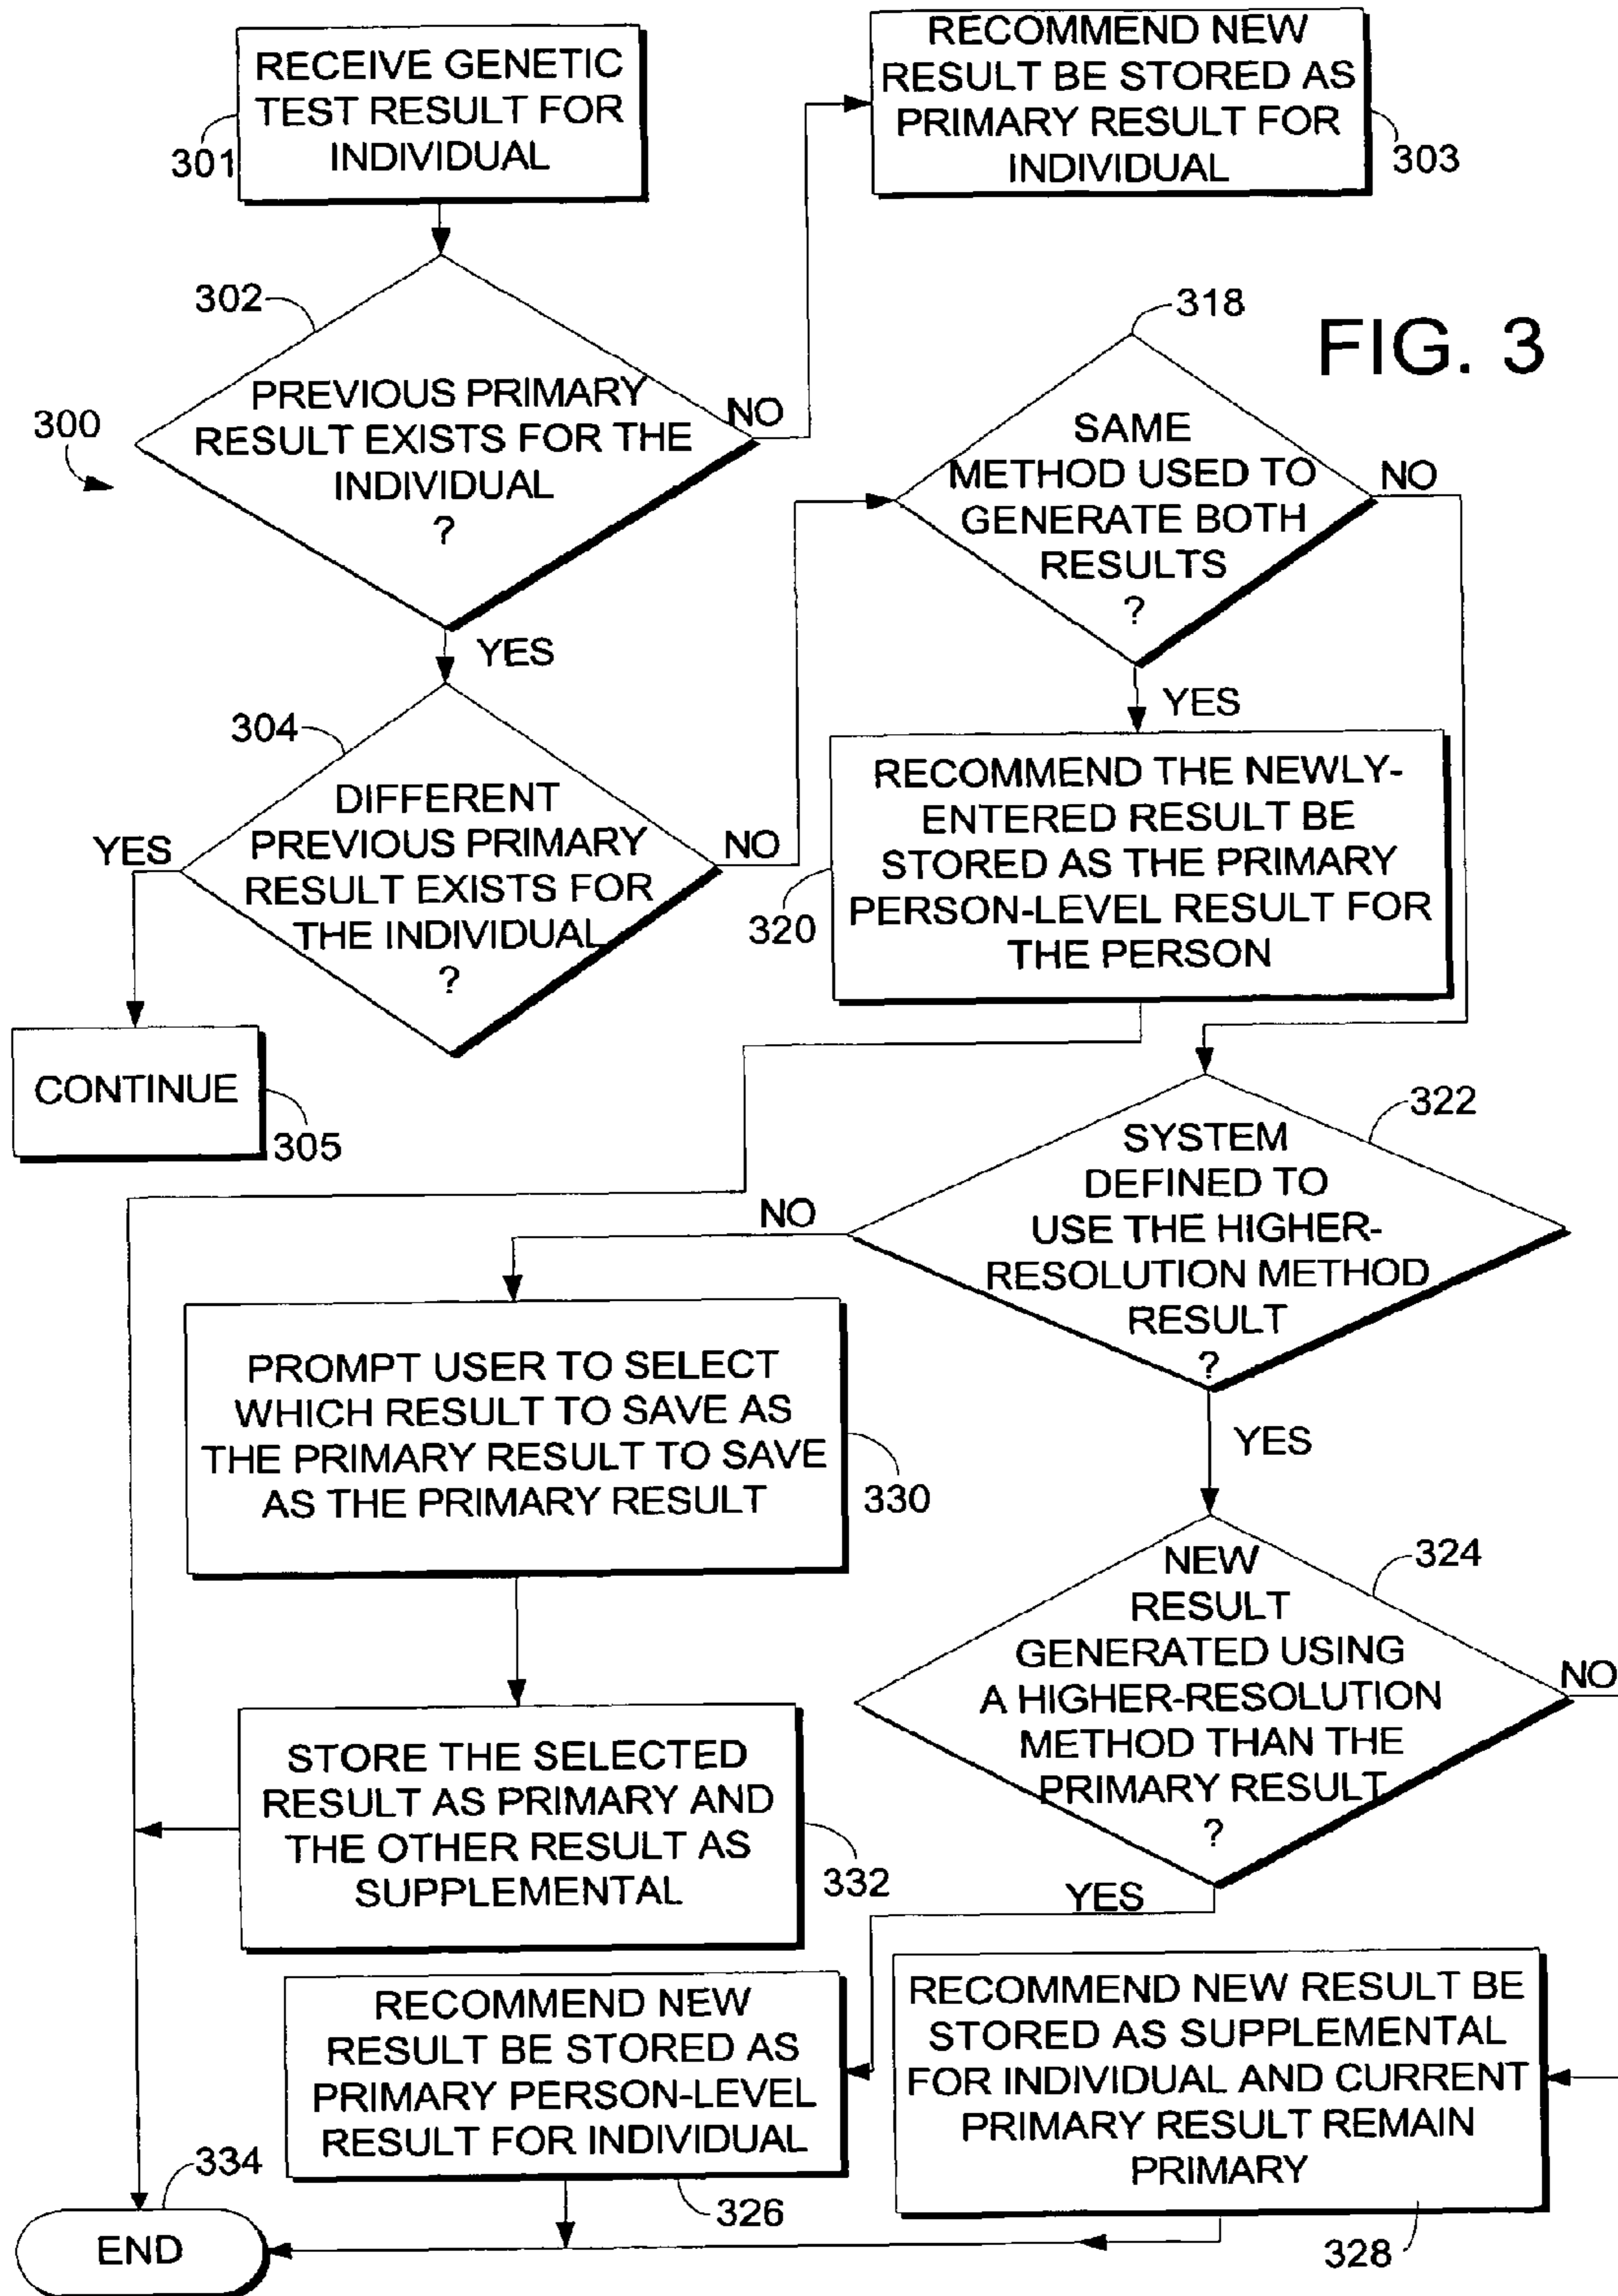 RECEIVE GENETIC
TEST RESULT FOR
INDIVIDUAL
301
RECOMMEND NEW
RESULT BE STORED AS
PRIMARY RESULT FOR
INDIVIDUAL
303
FIG. 3
300
302
PREVIOUS PRIMARY
RESULT EXISTS FOR THE
INDIVIDUAL
?
NO
YES
318
SAME
METHOD USED TO
GENERATE BOTH
RESULTS
?
NO
YES
304
DIFFERENT
PREVIOUS PRIMARY
RESULT EXISTS FOR
THE INDIVIDUAL
?
YES
NO
CONTINUE
305
RECOMMEND THE NEWLY-
ENTERED RESULT BE
STORED AS THE PRIMARY
PERSON-LEVEL RESULT FOR
THE PERSON
320
322
SYSTEM
DEFINED TO
USE THE HIGHER-
RESOLUTION METHOD
RESULT
?
NO
YES
PROMPT USER TO SELECT
WHICH RESULT TO SAVE AS
THE PRIMARY RESULT TO SAVE
AS THE PRIMARY RESULT
330
324
NEW
RESULT
GENERATED USING
A HIGHER-RESOLUTION
METHOD THAN THE
PRIMARY RESULT
?
NO
YES
STORE THE SELECTED
RESULT AS PRIMARY AND
THE OTHER RESULT AS
SUPPLEMENTAL
332
RECOMMEND NEW
RESULT BE STORED AS
PRIMARY PERSON-LEVEL
RESULT FOR INDIVIDUAL
326
RECOMMEND NEW RESULT BE
STORED AS SUPPLEMENTAL
FOR INDIVIDUAL AND CURRENT
PRIMARY RESULT REMAIN
PRIMARY
328
334
END